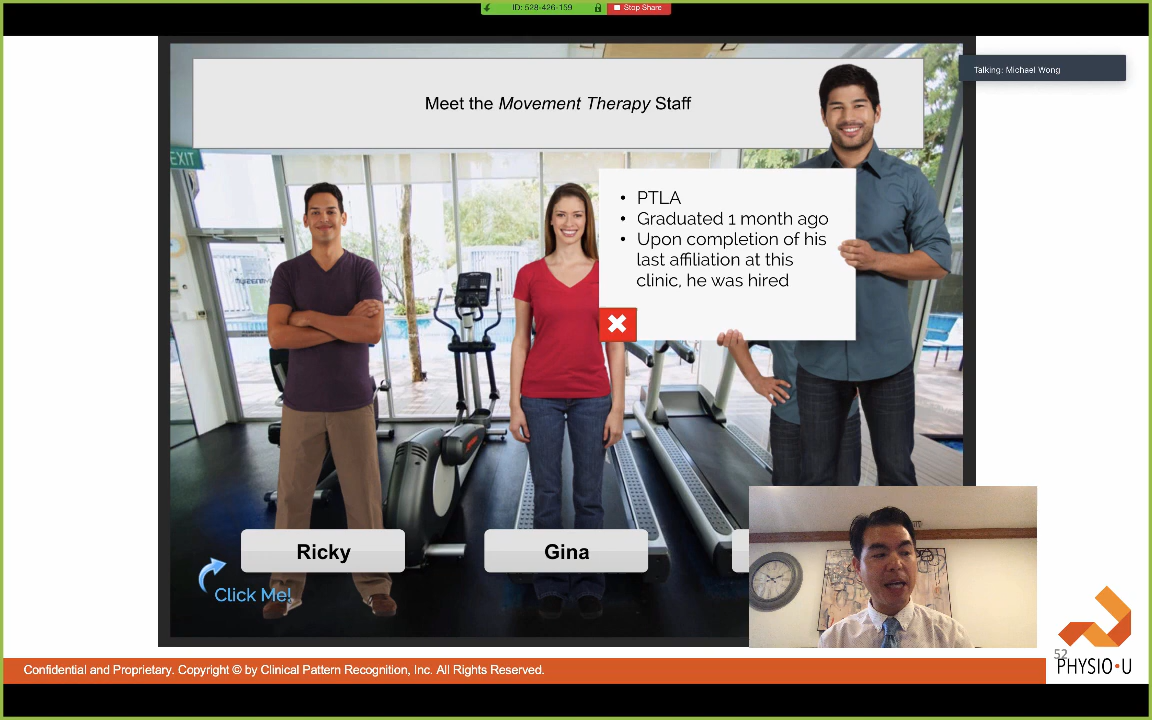 ID: 528-426-159
Stop Share
Talking: Michael Wong
Meet the Movement Therapy Staff
EXIT
• PTLA
• Graduated 1 month ago
• Upon completion of his
last affiliation at this
clinic, he was hired
Ricky
Gina
Click Me!
52
PHYSIO•U
Confidential and Proprietary. Copyright © by Clinical Pattern Recognition, Inc. All Rights Reserved.